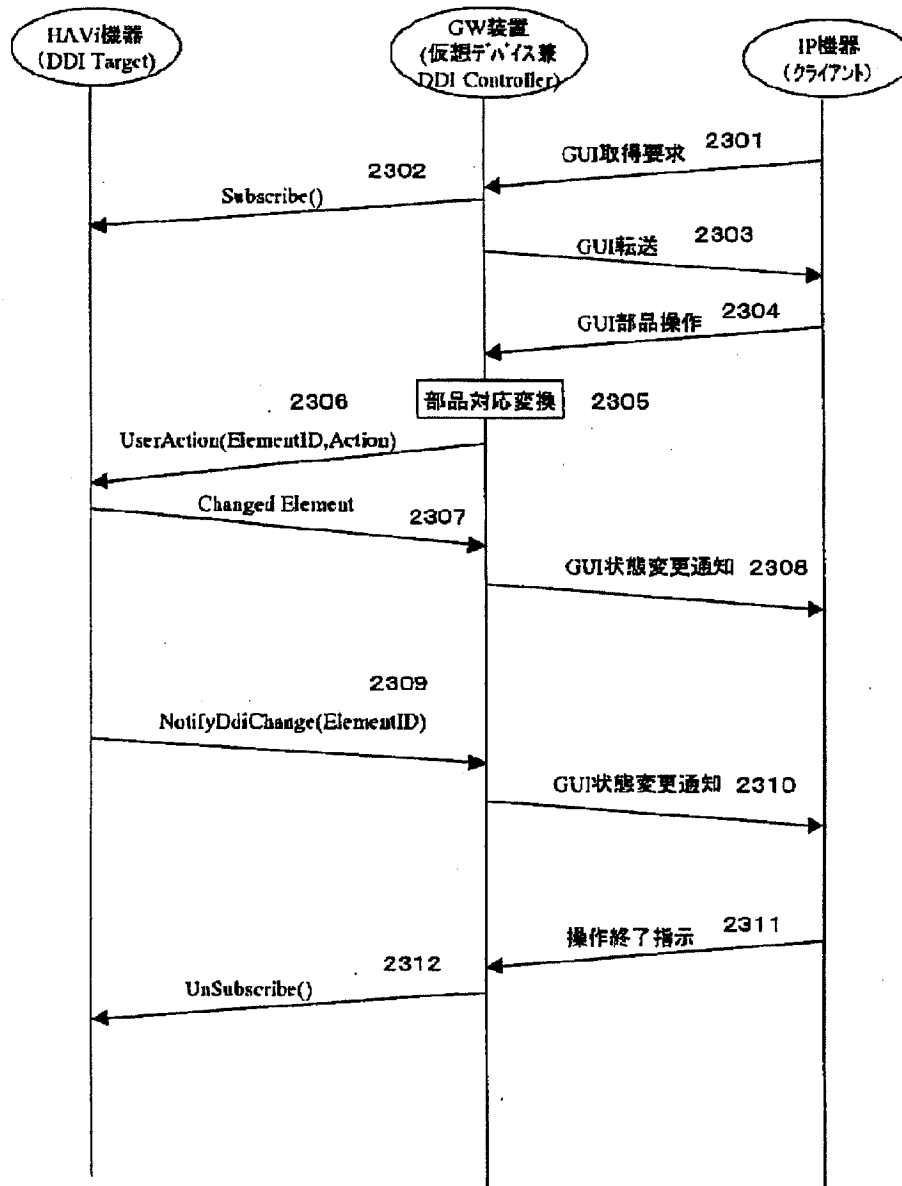 HAVi機器
(DDI Target)
GW装置
(仮想デバイス兼
DDI Controller)
IP機器
(クライアント)
GUI取得要求 2301
2302
Subscribe()
GUI転送 2303
GUI部品操作 2304
部品対応変換 2305
2306
UserAction(ElementID,Action)
Changed Element
2307
GUI状態変更通知 2308
2309
NotifyDdiChange(ElementID)
GUI状態変更通知 2310
操作終了指示 2311
2312
UnSubscribe()